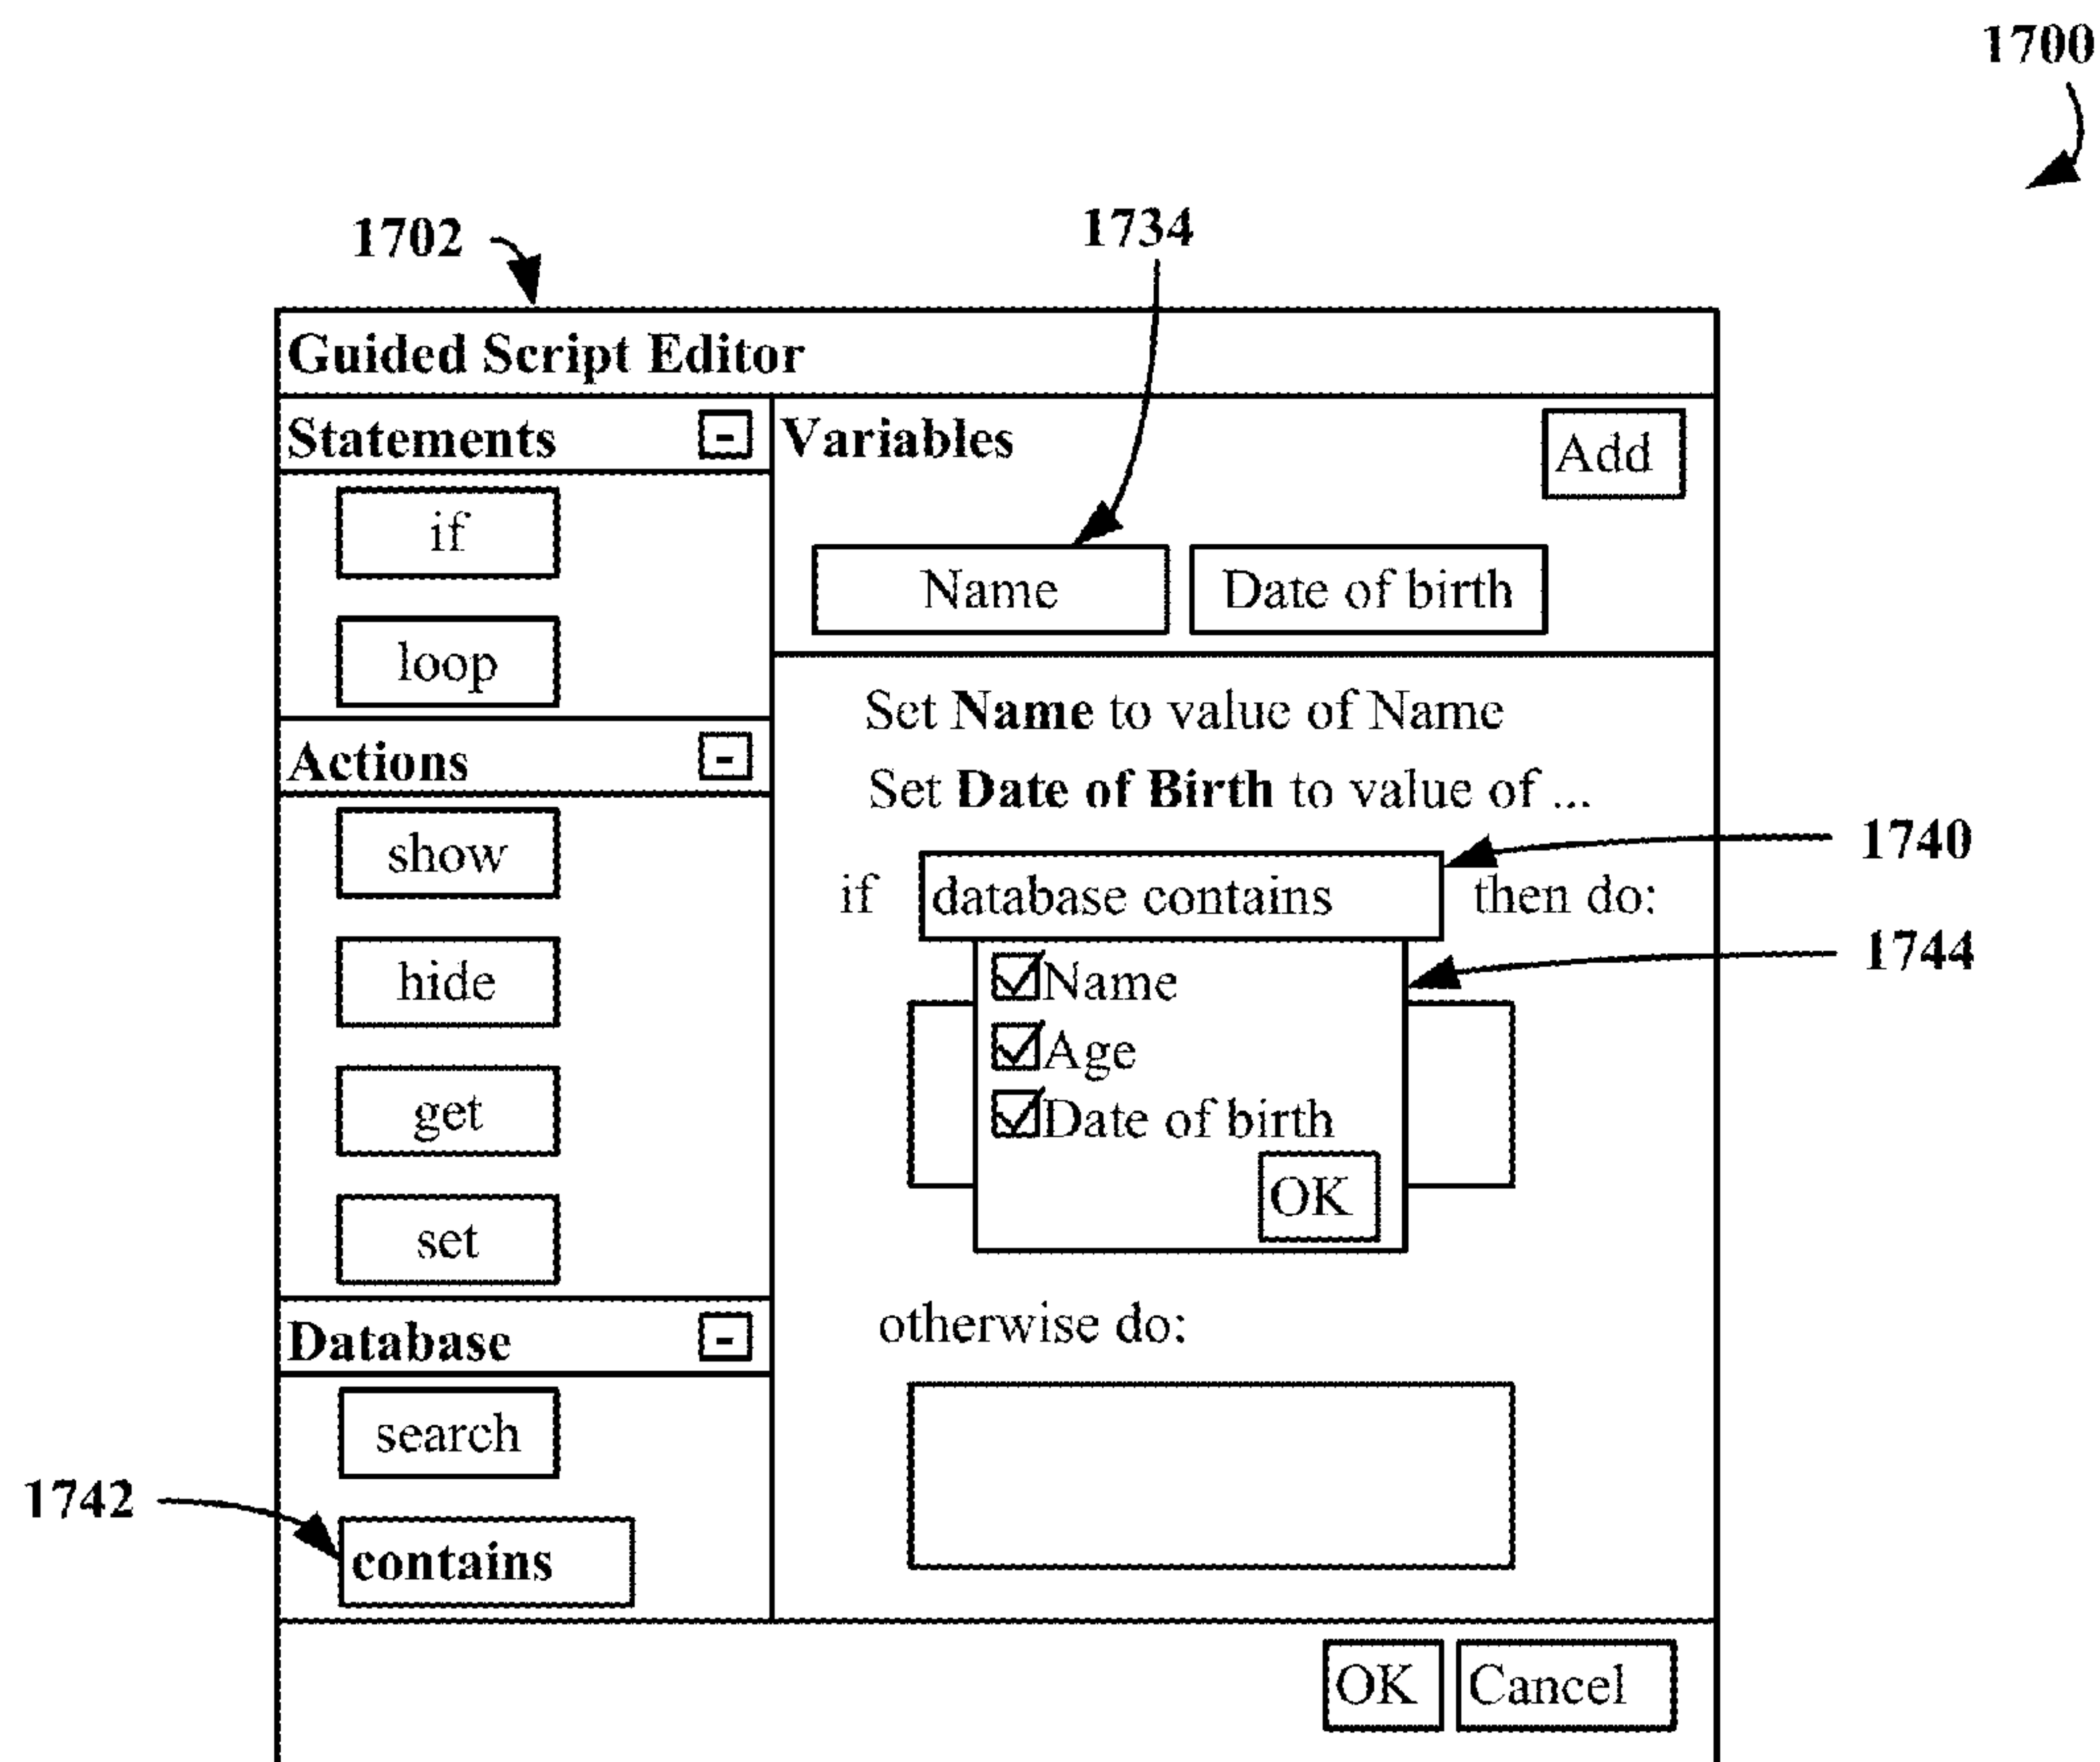 1700
1702
1734
Guided Script Editor
Statements -
Variables
Add
if
Name
Date of birth
loop
Set Name to value of Name
Actions -
Set Date of Birth to value of ...
1740
show
if database contains then do:
1744
hide
Name
Age
get
Date of birth
OK
set
otherwise do:
Database -
search
1742
contains
OK
Cancel